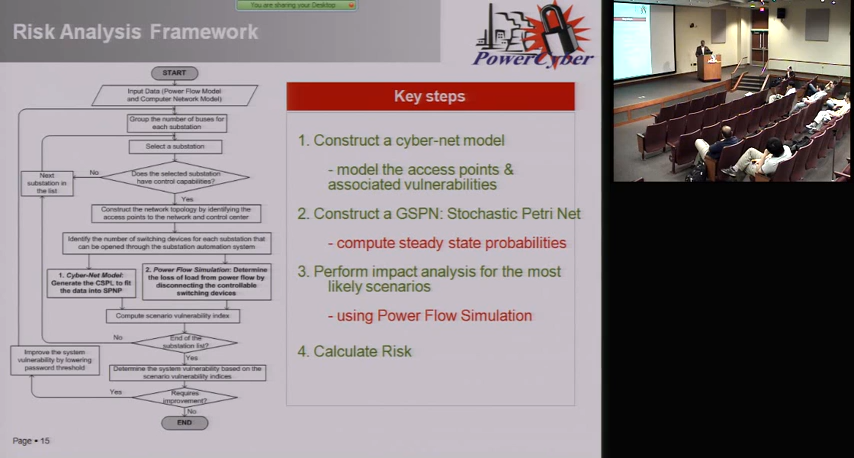 You are sharing your Desktop
Risk Analysis Framework
PowerCyber
START
Input Data (Power Flow Model
and Computer Network Model)
Group the number of buses for
each substation
Select a substation
Next
substation in
the list
No
Does the selected substation
have control capabilities?
Yes
Construct the network topology by identifying the
access points to the network and control center
Identify the number of switching devices for each substation that
can be opened through the substation automation system
1. Cyber-Net Model:
Generate the CSPL to fit
the data into SPNP
2. Power Flow Simulation: Determine
the loss of load from power flow by
disconnecting the controllable
switching devices
Compute scenario vulnerability index
No
End of the
substation list?
Yes
Improve the system
vulnerability by lowering
password threshold
Determine the system vulnerability based on the
scenario vulnerability indices
Yes
Requires
improvement?
No
END
Key steps
1. Construct a cyber-net model
- model the access points &
associated vulnerabilities
2. Construct a GSPN: Stochastic Petri Net
- compute steady state probabilities
3. Perform impact analysis for the most
likely scenarios
- using Power Flow Simulation
4. Calculate Risk
Page ▪ 15